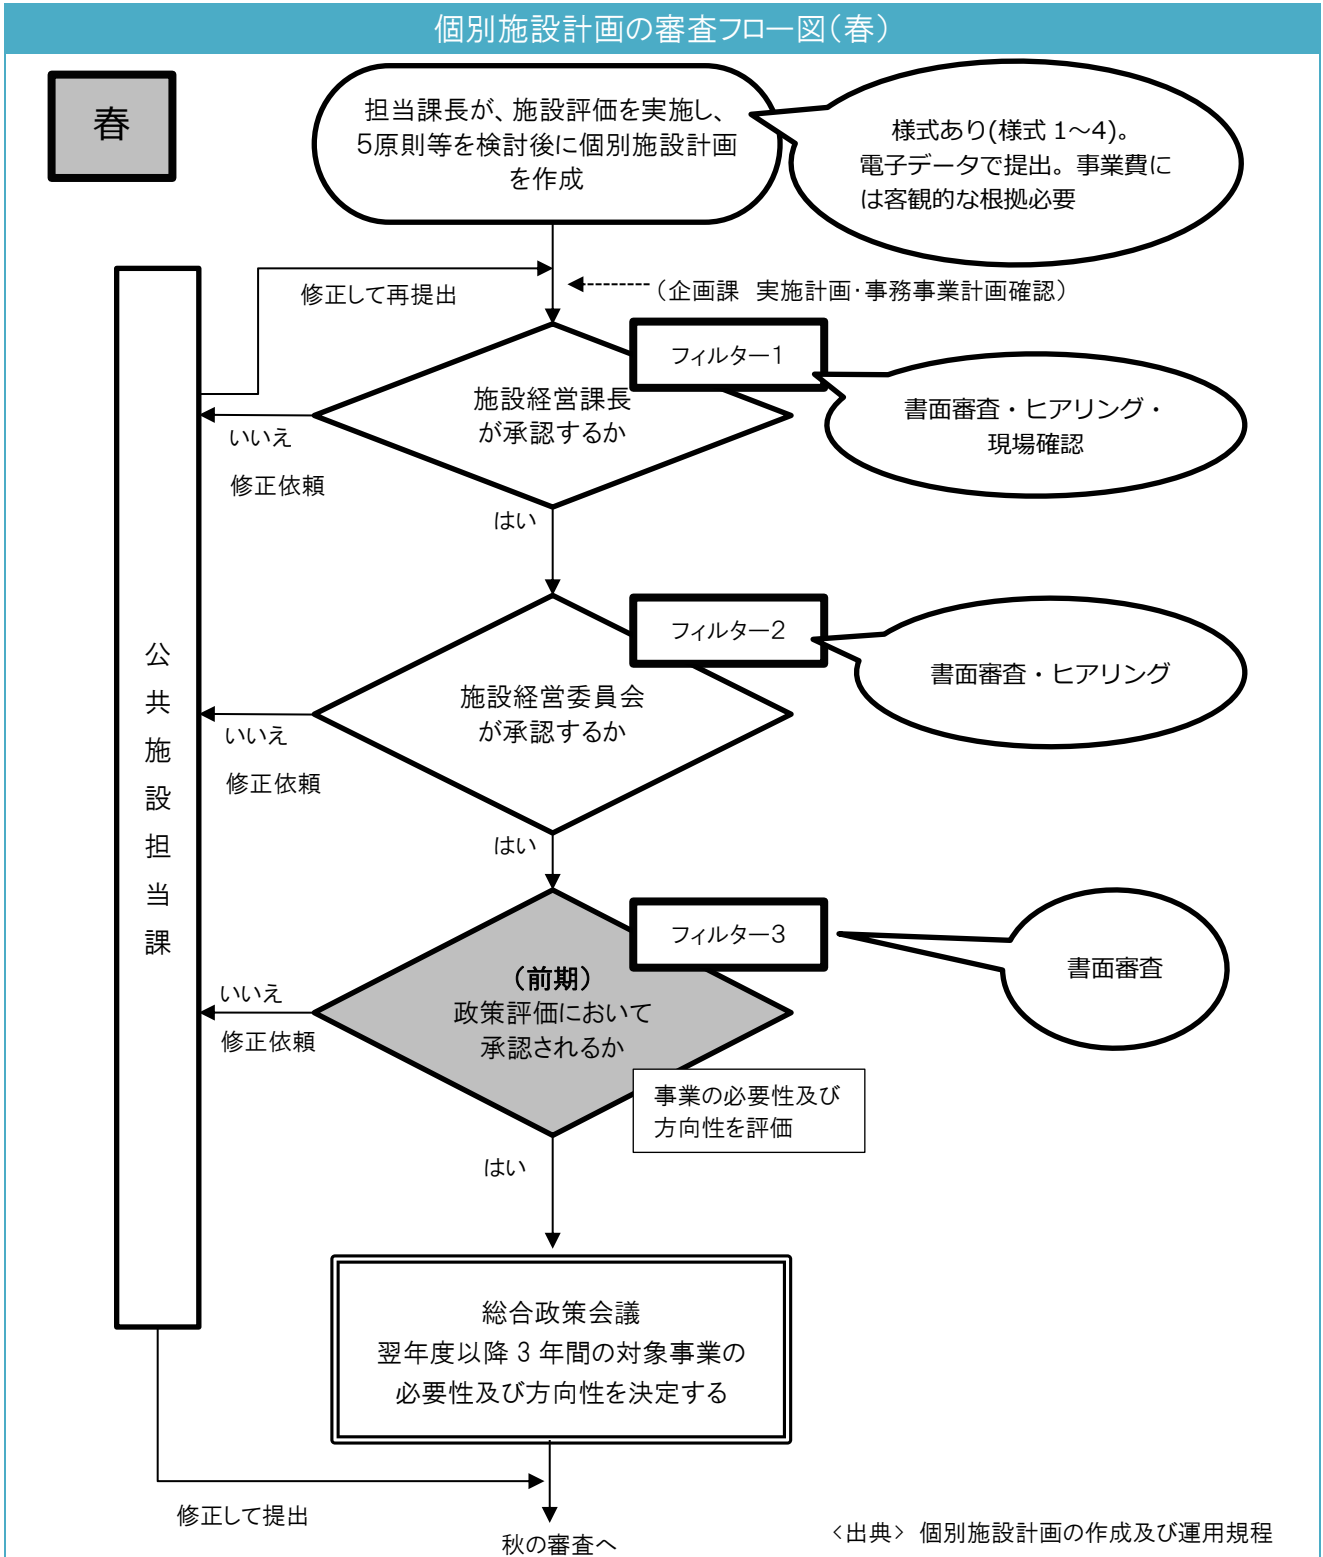 個別施設計画の審査フロー図（春）
春
担当課長が、施設評価を実施し、
5原則等を検討後に個別施設計画
を作成
様式あり(様式 1～4)。
電子データで提出。事業費に
は客観的な根拠必要
修正して再提出
（企画課　実施計画・事務事業計画確認）
フィルター1
施設経営課長
が承認するか
書面審査・ヒアリング・
現場確認
いいえ
修正依頼
はい
フィルター2
施設経営委員会
が承認するか
書面審査・ヒアリング
いいえ
修正依頼
はい
公共施設担当課
フィルター3
（前期）
政策評価において
承認されるか
書面審査
いいえ
修正依頼
事業の必要性及び
方向性を評価
はい
総合政策会議
翌年度以降 3 年間の対象事業の
必要性及び方向性を決定する
修正して提出
秋の審査へ
＜出典＞ 個別施設計画の作成及び運用規程